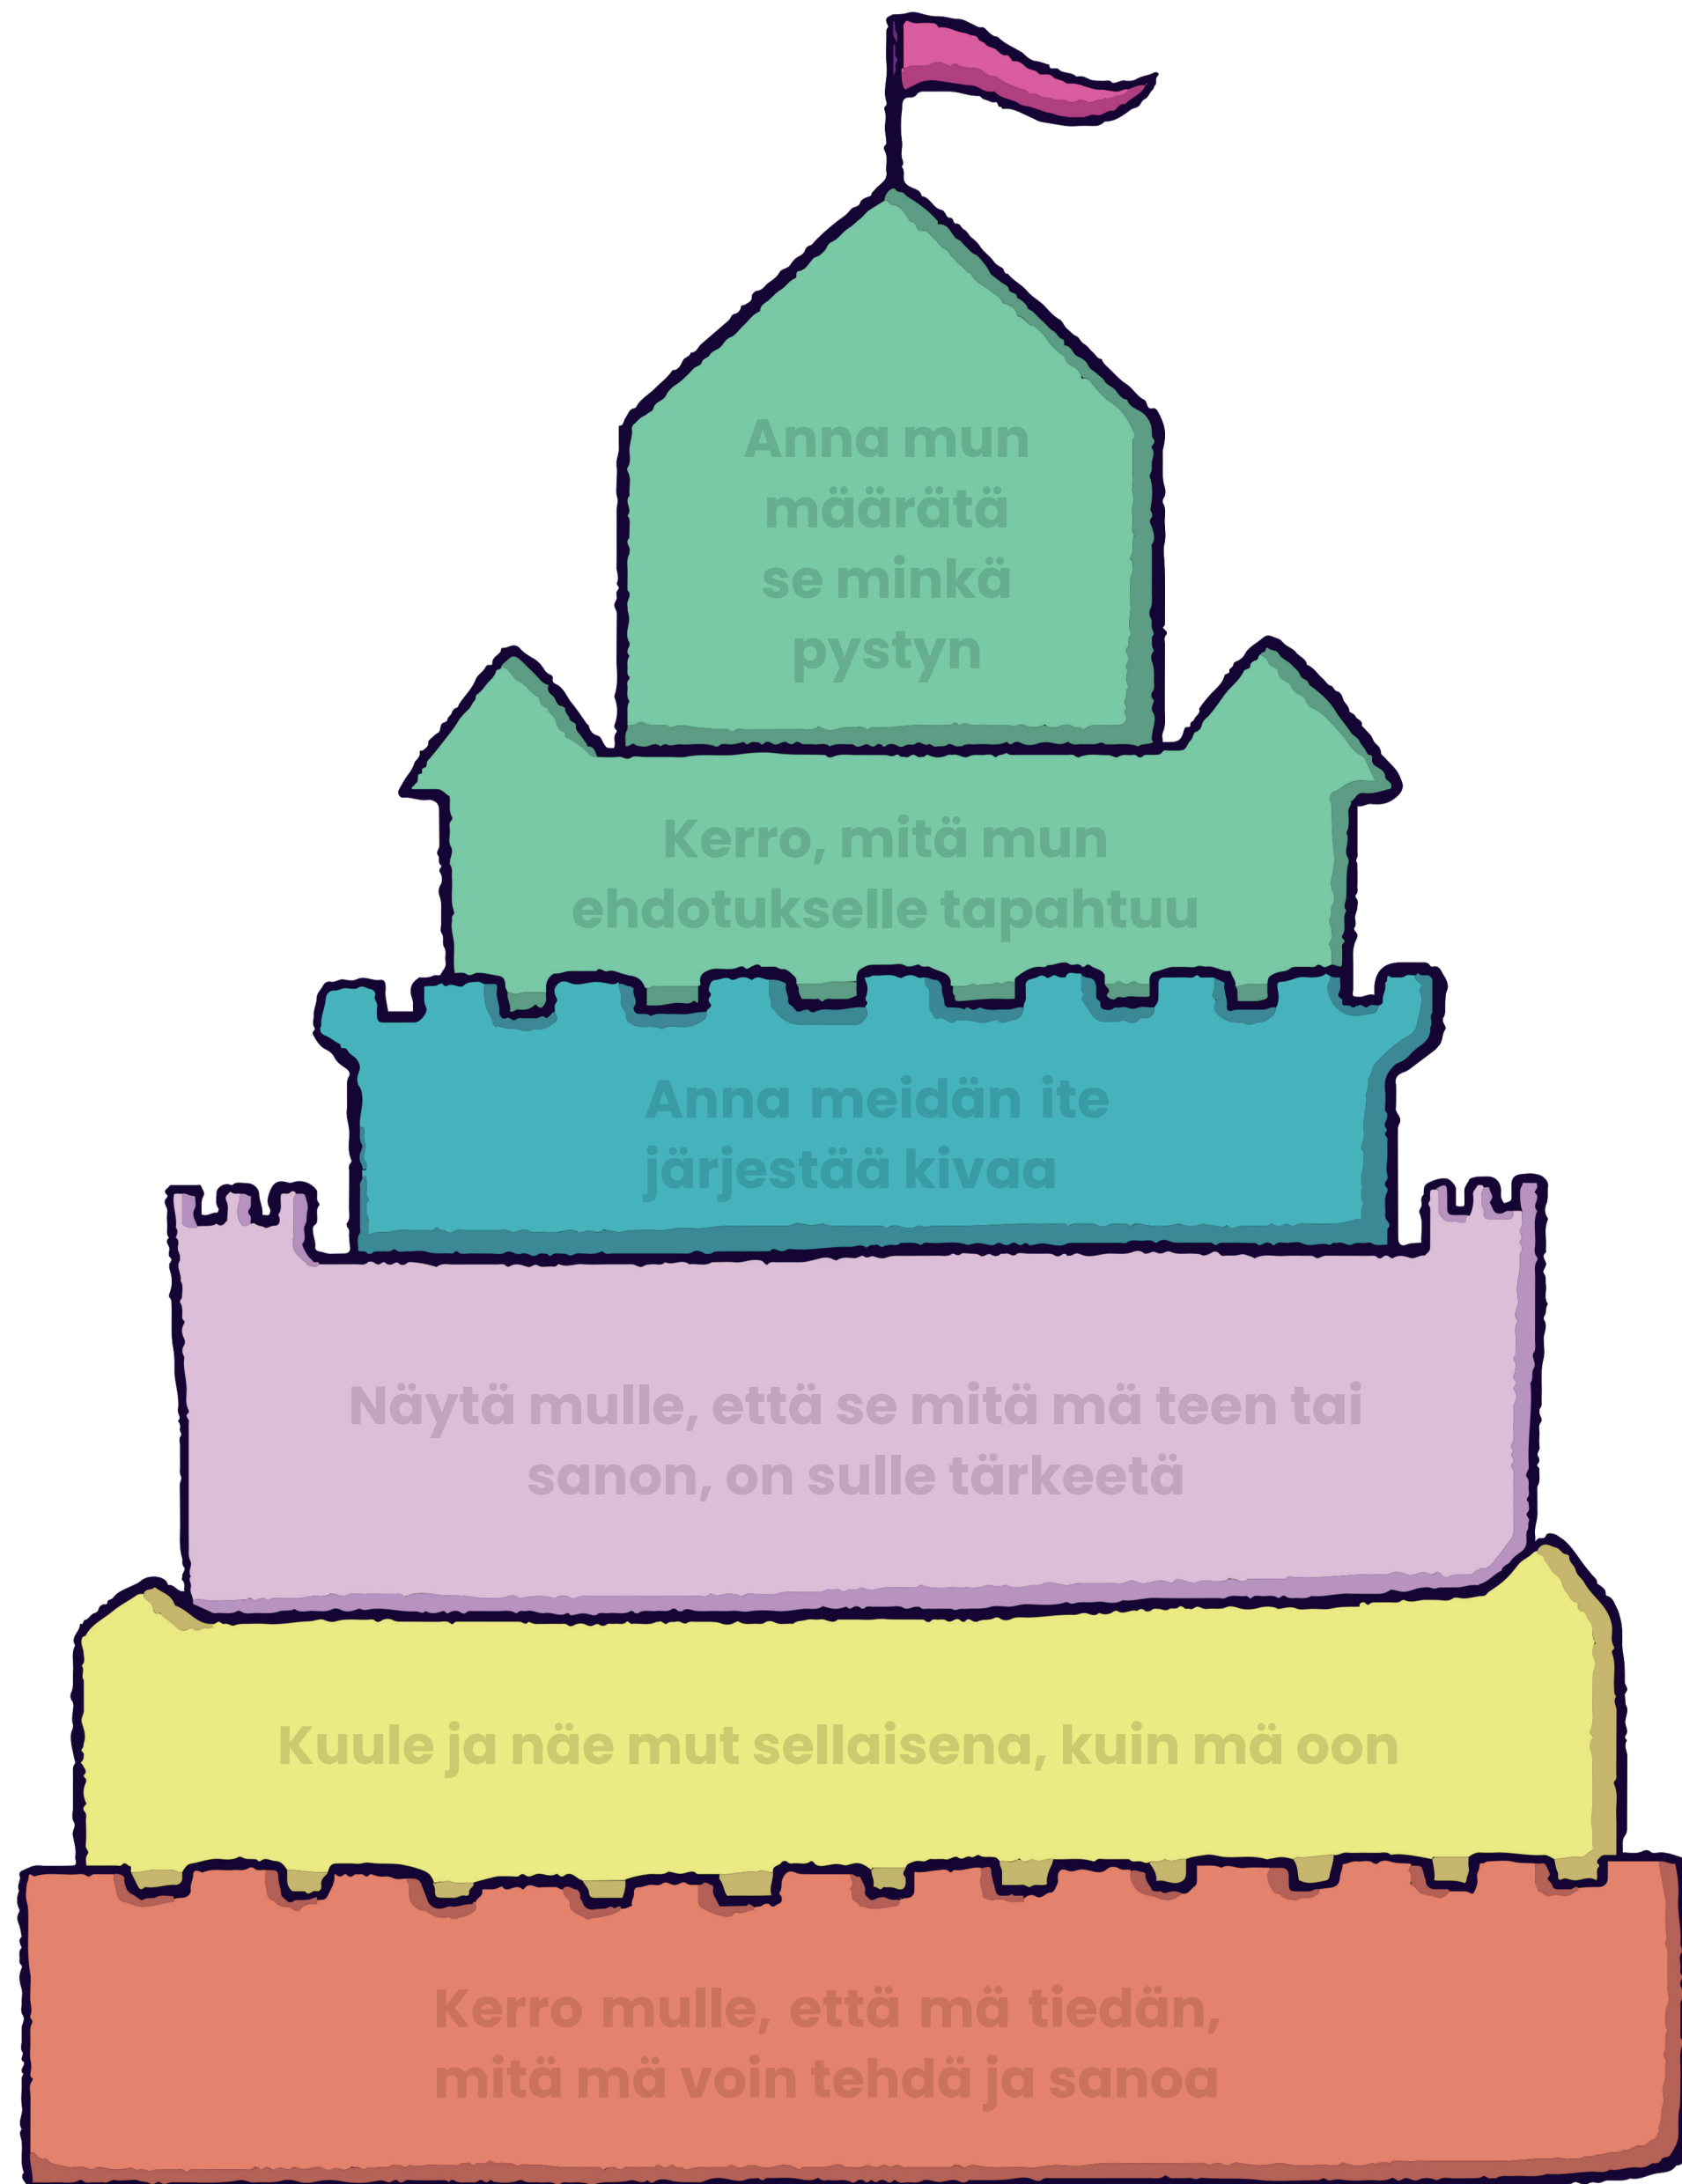 Anna mun
määrätä
se minkä
pystyn
Kerro, mitä mun
ehdotukselle tapahtuu
Anna meidän ite
järjestää kivaa
Näytä mulle, että se mitä mä teen tai
sanon, on sulle tärkeetä
Kuule ja näe mut sellaisena, kuin mä oon
Kerro mulle, että mä tiedän,
mitä mä voin tehdä ja sanoa